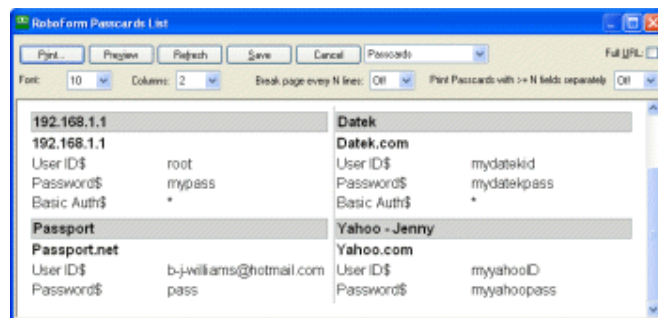 RoboForm Passcards List
Print... Preview Refresh Save Cancel Passcards Full URL:
Font: 10 Columns: 2 Break page every N lines: Off Print Passcards with >= N fields separately Off
192.168.1.1 Datek
192.168.1.1 Datek.com
User ID$ root User ID$ mydatekid
Password$ mypass Password$ mydatekpass
Basic Auth$ * Basic Auth$ *
Passport Yahoo - Jenny
Passport.net Yahoo.com
User ID$ b-j-williams@hotmail.com User ID$ myyahooID
Password$ pass Password$ myyahoopass